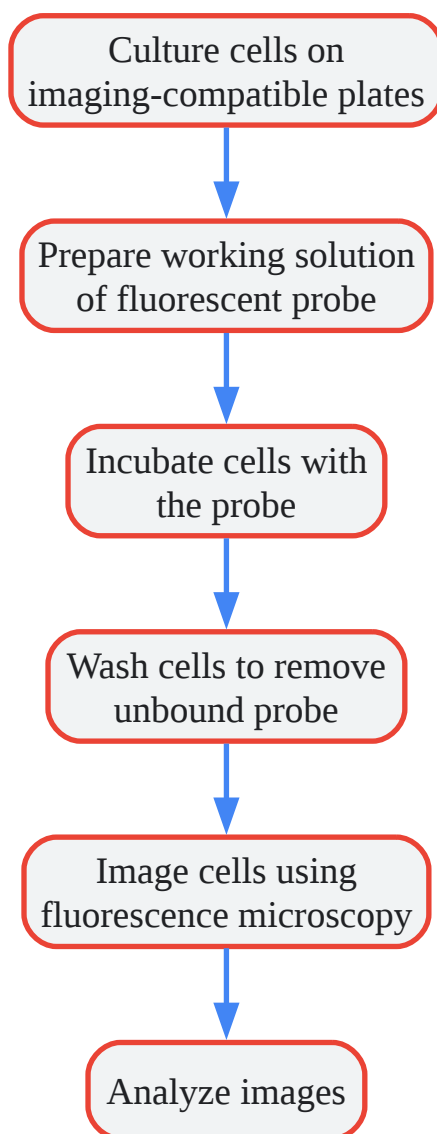 Culture cells on
imaging-compatible plates
Prepare working solution
of fluorescent probe
Incubate cells with
the probe
Wash cells to remove
unbound probe
Image cells using
fluorescence microscopy
Analyze images